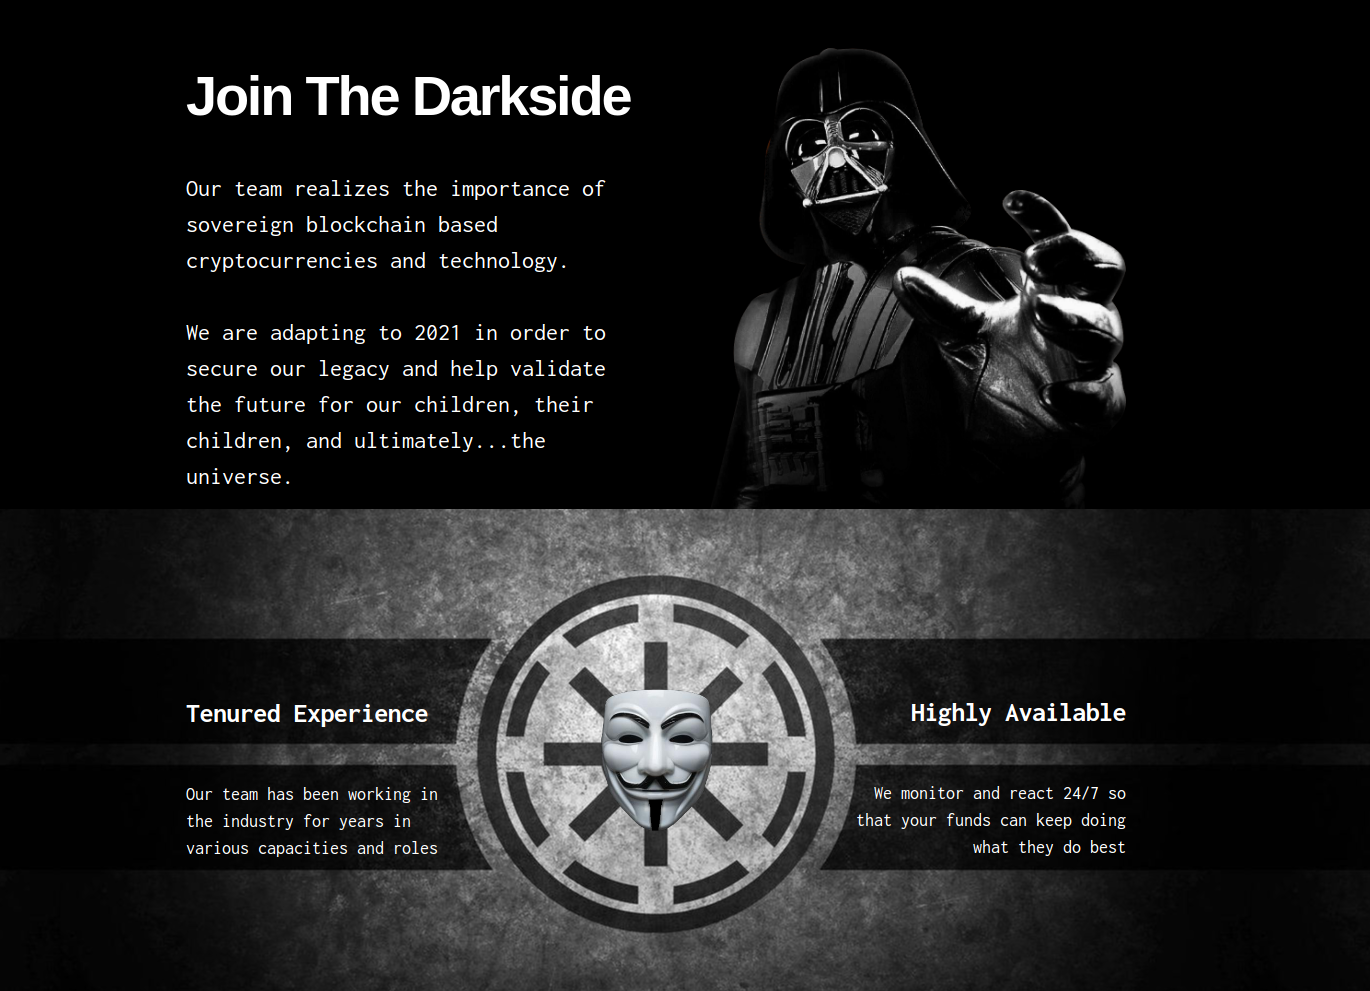 Join The Darkside
Our team realizes the importance of
sovereign blockchain based
cryptocurrencies and technology.
We are adapting to 2021 in order to
secure our legacy and help validate
the future for our children, their
children, and ultimately...the
universe.
Tenured Experience
Our team has been working in
the industry for years in
various capacities and roles
Highly Available
We monitor and react 24/7 so
that your funds can keep doing
what they do best